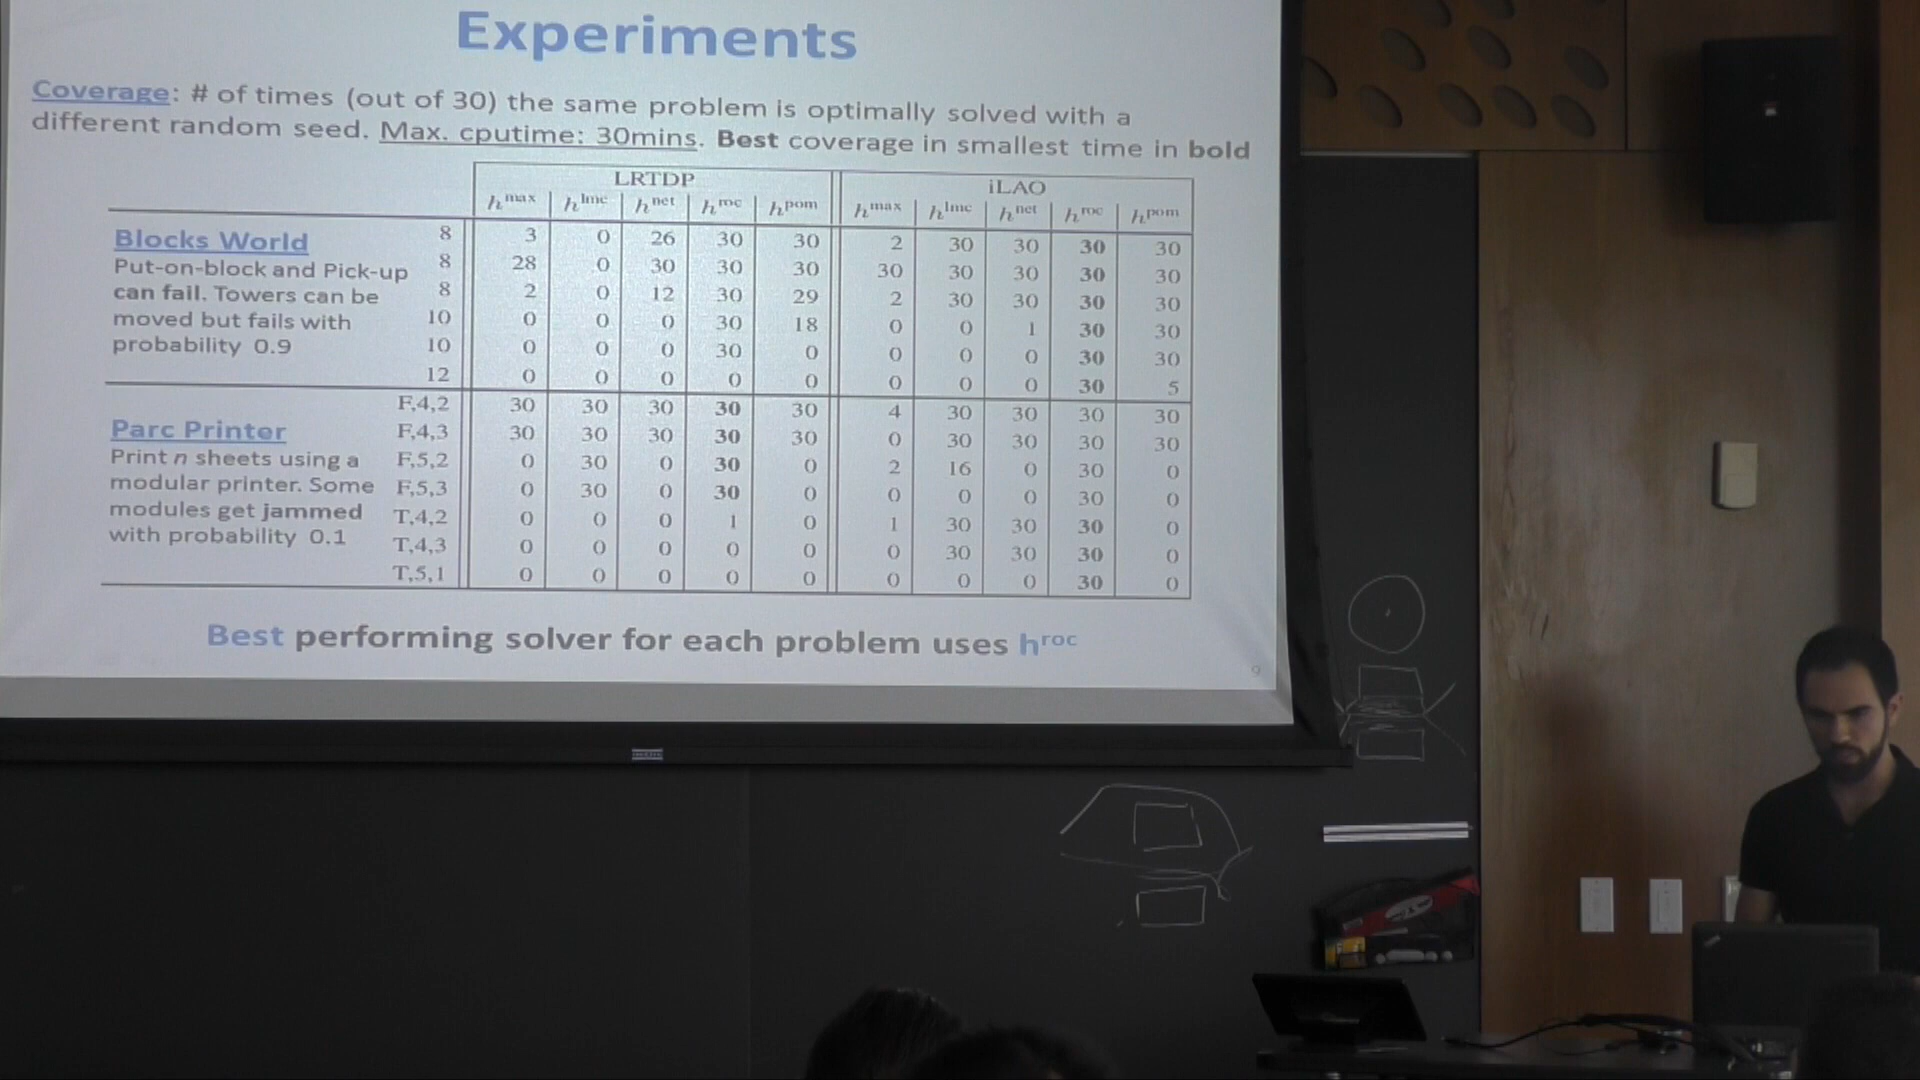 Experiments
Coverage: # of times (out of 30) the same problem is optimally solved with a
different random seed. Max. cputime: 30mins. Best coverage in smallest time in bold
LRTDP iLAO
h^max h^lmc h^net h^roc h^pom h^max h^lmc h^net h^roc h^pom
Blocks World 8 3 0 26 30 30 2 30 30 30 30
Put-on-block and Pick-up 8 28 0 30 30 30 30 30 30 30 30
can fail. Towers can be 8 2 0 12 30 29 2 30 30 30 30
moved but fails with 10 0 0 0 30 18 0 0 1 30 30
probability 0.9 10 0 0 0 30 0 0 0 0 30 30
12 0 0 0 0 0 0 0 0 30 5
F,4,2 30 30 30 30 30 4 30 30 30 30
Parc Printer F,4,3 30 30 30 30 30 0 30 30 30 30
Print n sheets using a F,5,2 0 30 0 30 0 2 16 0 30 0
modular printer. Some F,5,3 0 30 0 30 0 0 0 0 30 0
modules get jammed T,4,2 0 0 0 1 0 1 30 30 30 0
with probability 0.1 T,4,3 0 0 0 0 0 0 30 30 30 0
T,5,1 0 0 0 0 0 0 0 0 30 0
Best performing solver for each problem uses h^roc
9